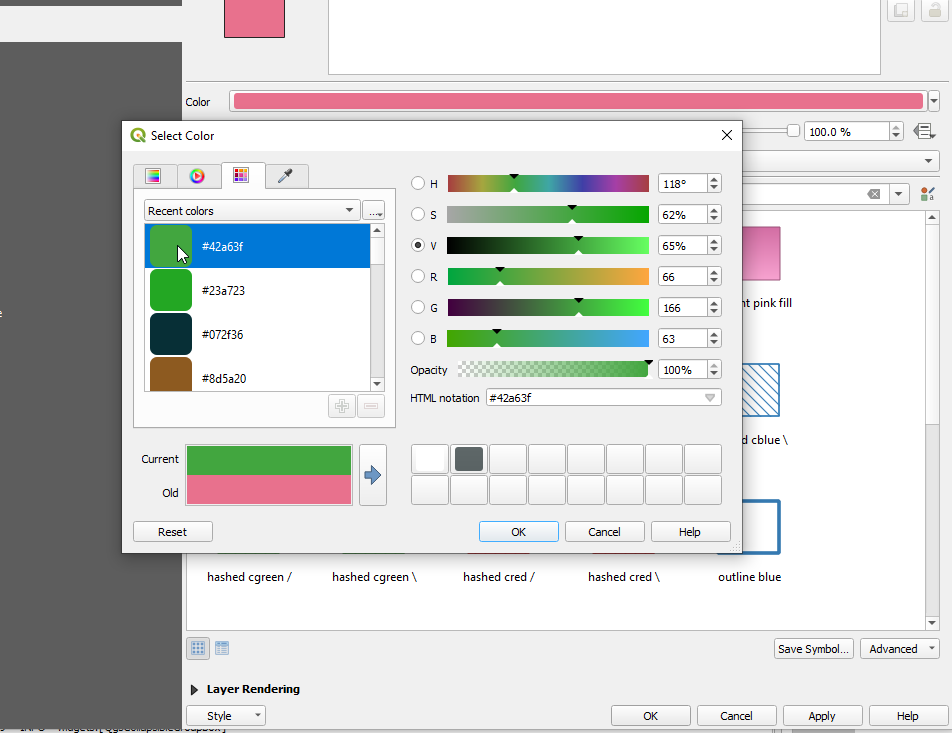 Color
100.0 %
Select Color
Recent colors
...
#42a63f
#23a723
#072f36
#8d5a20
H 118°
S 62%
V 65%
R 66
G 166
B 63
Opacity 100%
HTML notation #42a63f
Current
Old
Reset
OK
Cancel
Help
a
nt pink fill
d cblue \
hashed cgreen /
hashed cgreen \
hashed cred /
hashed cred \
outline blue
Save Symbol...
Advanced
Layer Rendering
Style
OK
Cancel
Apply
Help